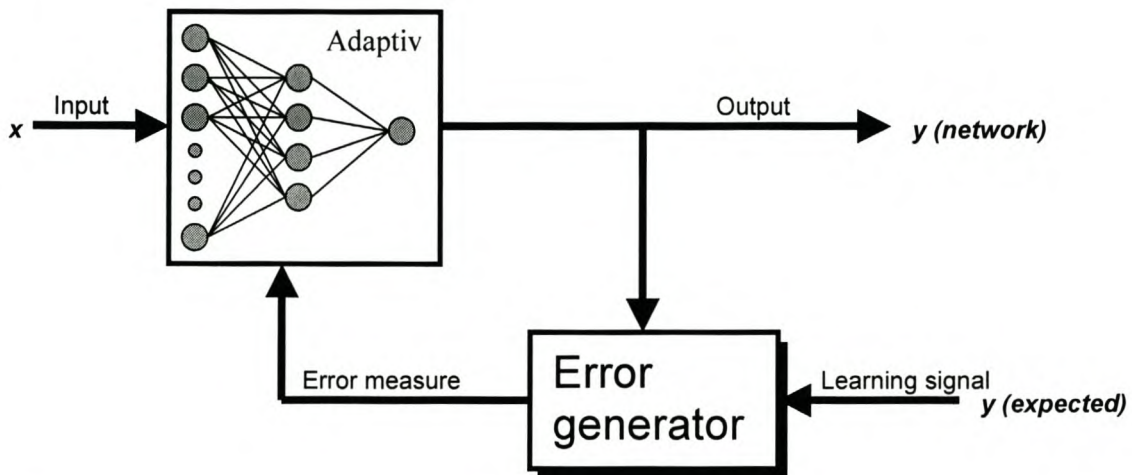 Adaptiv
Input
x
Output
y (network)
Error measure
Error
generator
Learning signal
y (expected)